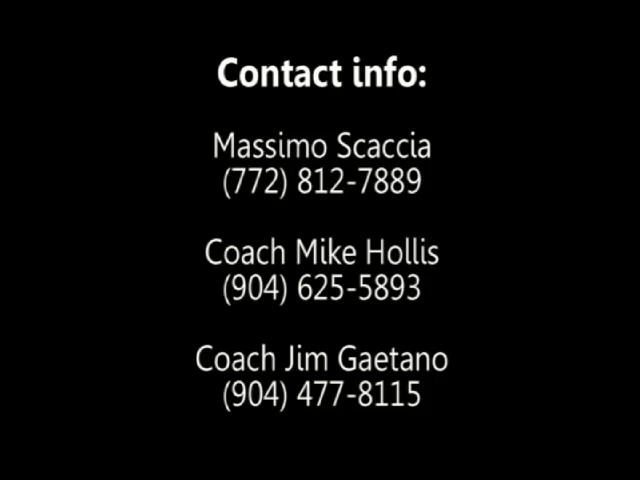 Contact info:
Massimo Scaccia
(772) 812-7889
Coach Mike Hollis
(904) 625-5893
Coach Jim Gaetano
(904) 477-8115